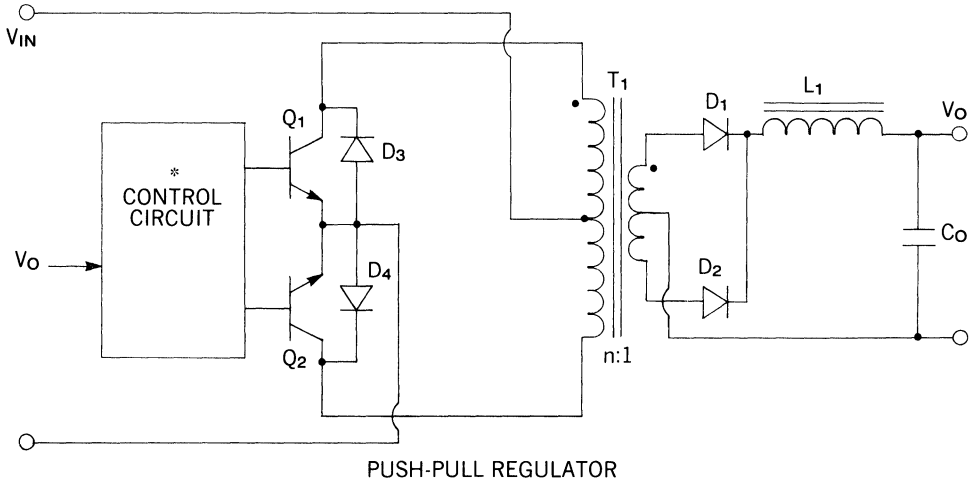 VIN
Q1
D3
*
CONTROL
CIRCUIT
VO
D4
Q2
T1
n:1
D1
D2
L1
VO
CO
PUSH-PULL REGULATOR